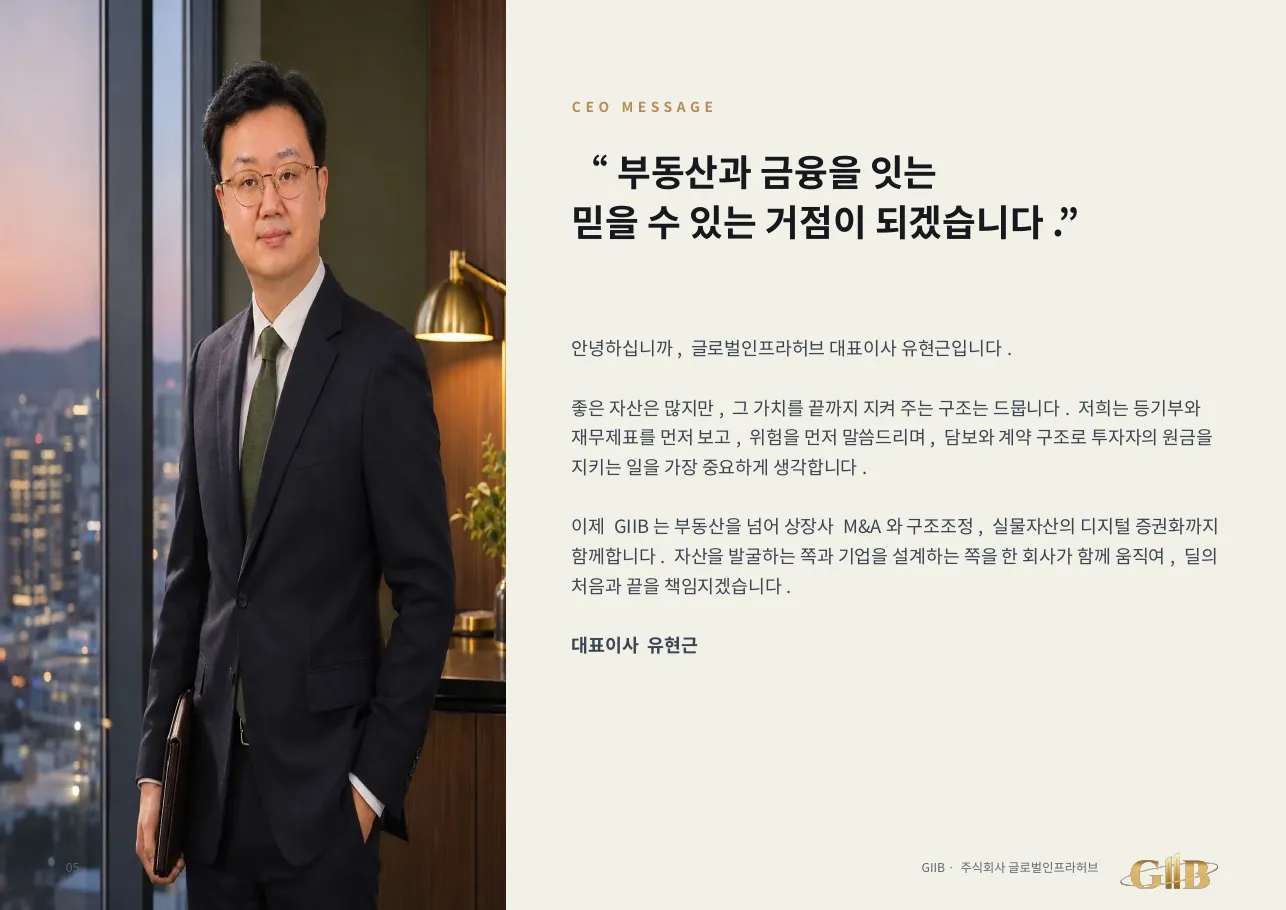 CEO MESSAGE
“ 부동산과 금융을 잇는
믿을 수 있는 거점이 되겠습니다 .”
안녕하십니까 , 글로벌인프라허브 대표이사 유현근입니다 .
좋은 자산은 많지만 , 그 가치를 끝까지 지켜 주는 구조는 드뭅니다 . 저희는 등기부와
재무제표를 먼저 보고 , 위험을 먼저 말씀드리며 , 담보와 계약 구조로 투자자의 원금을
지키는 일을 가장 중요하게 생각합니다 .
이제 GIIB 는 부동산을 넘어 상장사 M&A 와 구조조정 , 실물자산의 디지털 증권화까지
함께합니다 . 자산을 발굴하는 쪽과 기업을 설계하는 쪽을 한 회사가 함께 움직여 , 딜의
처음과 끝을 책임지겠습니다 .
대표이사 유현근
05
GIIB · 주식회사 글로벌인프라허브
GIIB